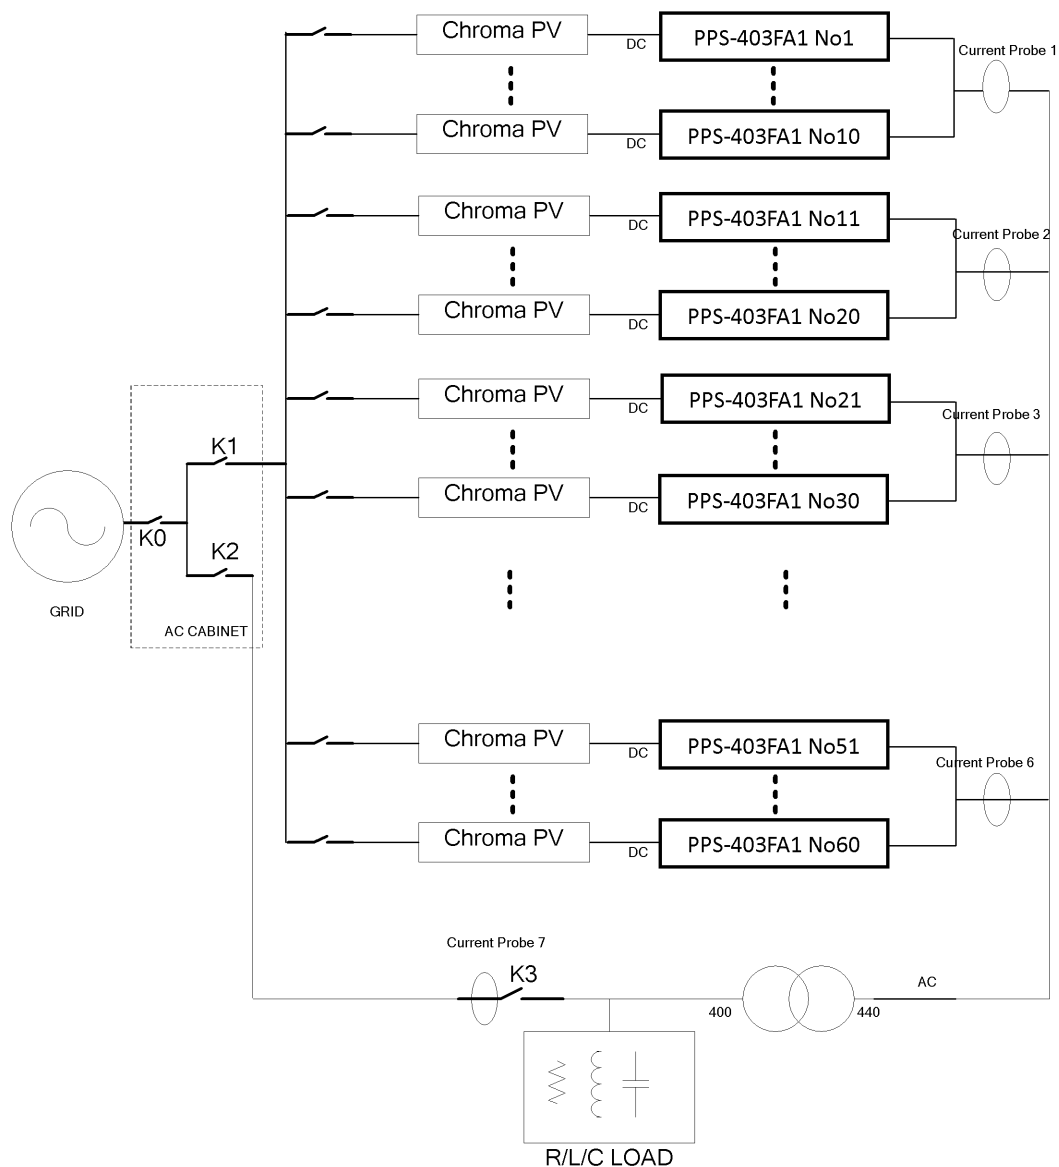 Chroma PV
DC
PPS-403FA1 No1
Current Probe 1
Chroma PV
DC
PPS-403FA1 No10
Chroma PV
DC
PPS-403FA1 No11
Current Probe 2
Chroma PV
DC
PPS-403FA1 No20
Chroma PV
DC
PPS-403FA1 No21
Current Probe 3
Chroma PV
DC
PPS-403FA1 No30
K1
K0
K2
GRID
AC CABINET
Chroma PV
DC
PPS-403FA1 No51
Current Probe 6
Chroma PV
DC
PPS-403FA1 No60
Current Probe 7
K3
400
440
AC
R/L/C LOAD